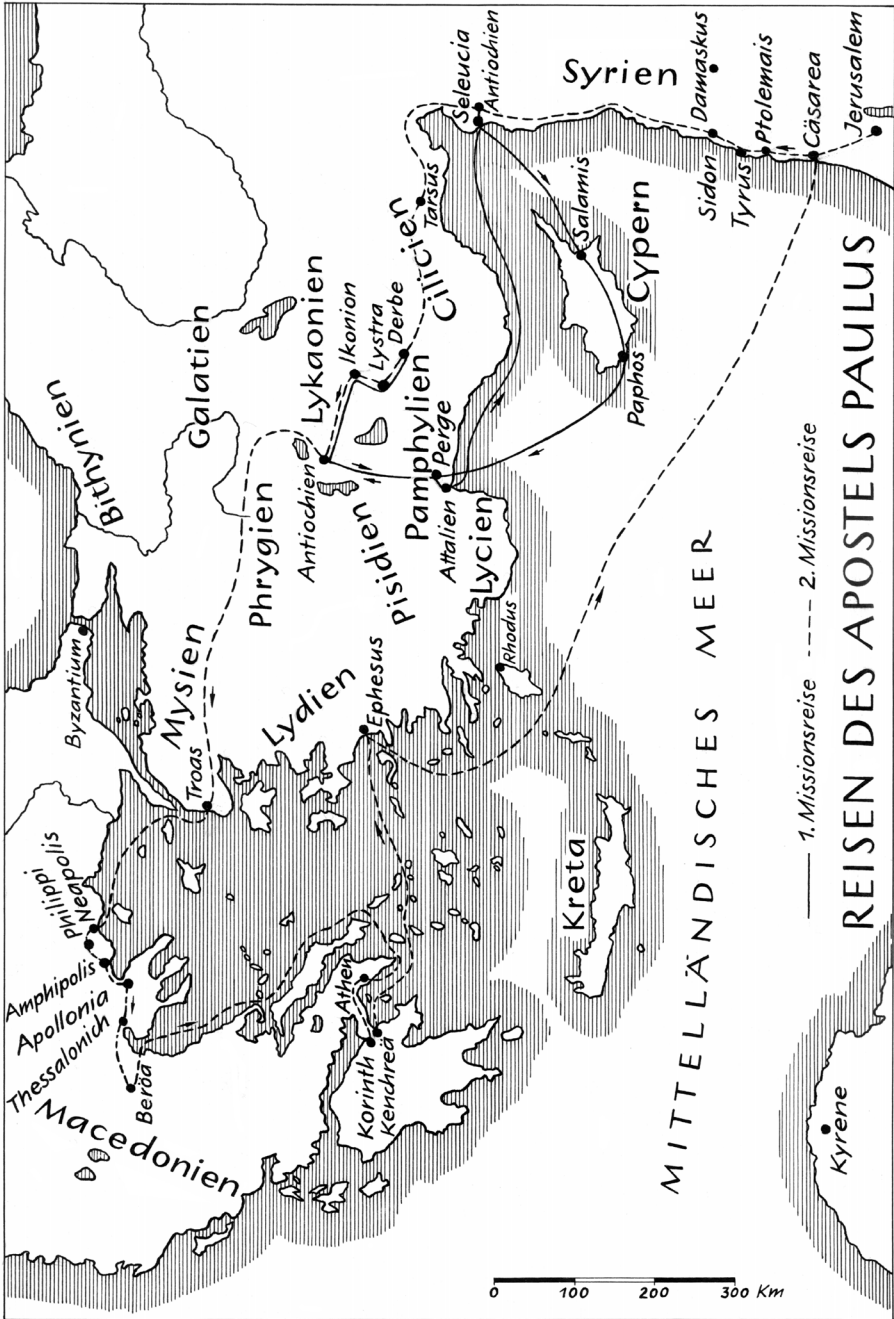 Macedonien
Thessalonich
Apollonia
Amphipolis
Philippi
Neapolis
Beröa
Byzantium
Bithynien
Galatien
Mysien
Troas
Phrygien
Lydien
Ephesus
Athen
Korinth
Kenchreä
Antiochien
Pisidien
Lykaonien
Ikonion
Lystra
Derbe
Cilicien
Tarsus
Pamphylien
Perge
Attalien
Lycien
Rhodus
Seleucia
Antiochien
Syrien
Salamis
Cypern
Paphos
Damaskus
Sidon
Tyrus
Ptolemais
Cäsarea
Jerusalem
Kreta
MITTELLÄNDISCHES MEER
Kyrene
0 100 200 300 Km
1. Missionsreise 2. Missionsreise
REISEN DES APOSTELS PAULUS